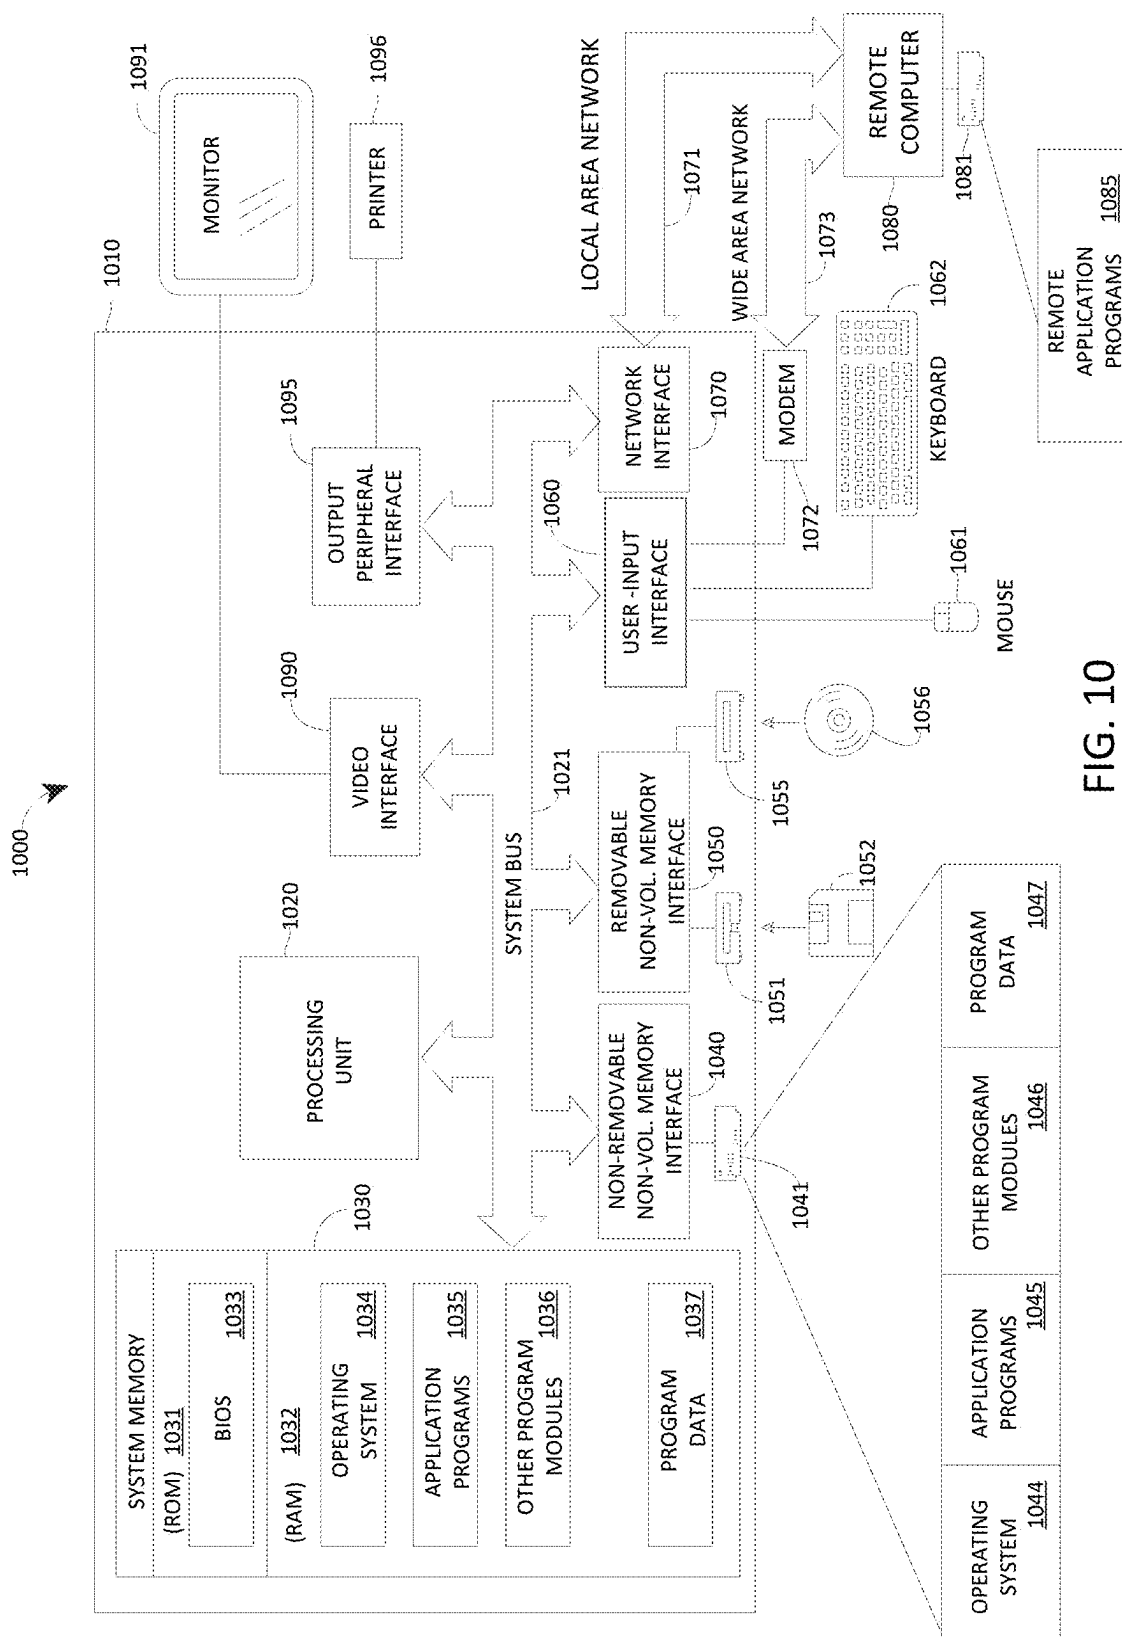 1000
1010
SYSTEM MEMORY
(ROM) 1031
BIOS
1033
(RAM) 1032
OPERATING
SYSTEM
1034
APPLICATION
PROGRAMS
1035
OTHER PROGRAM
MODULES
1036
PROGRAM
DATA
1037
1030
PROCESSING
UNIT
1020
VIDEO
INTERFACE
1090
OUTPUT
PERIPHERAL
INTERFACE
1095
MONITOR
1091
PRINTER
1096
SYSTEM BUS
1021
NON-REMOVABLE
NON-VOL. MEMORY
INTERFACE
1040
REMOVABLE
NON-VOL. MEMORY
INTERFACE
1050
USER-INPUT
INTERFACE
1060
NETWORK
INTERFACE
1070
LOCAL AREA NETWORK
1071
WIDE AREA NETWORK
1073
MODEM
1072
1041
1051
1055
1052
1056
MOUSE
1061
KEYBOARD
1062
REMOTE
COMPUTER
1080
1081
REMOTE
APPLICATION
PROGRAMS
1085
OPERATING
SYSTEM
1044
APPLICATION
PROGRAMS
1045
OTHER PROGRAM
MODULES
1046
PROGRAM
DATA
1047
FIG. 10